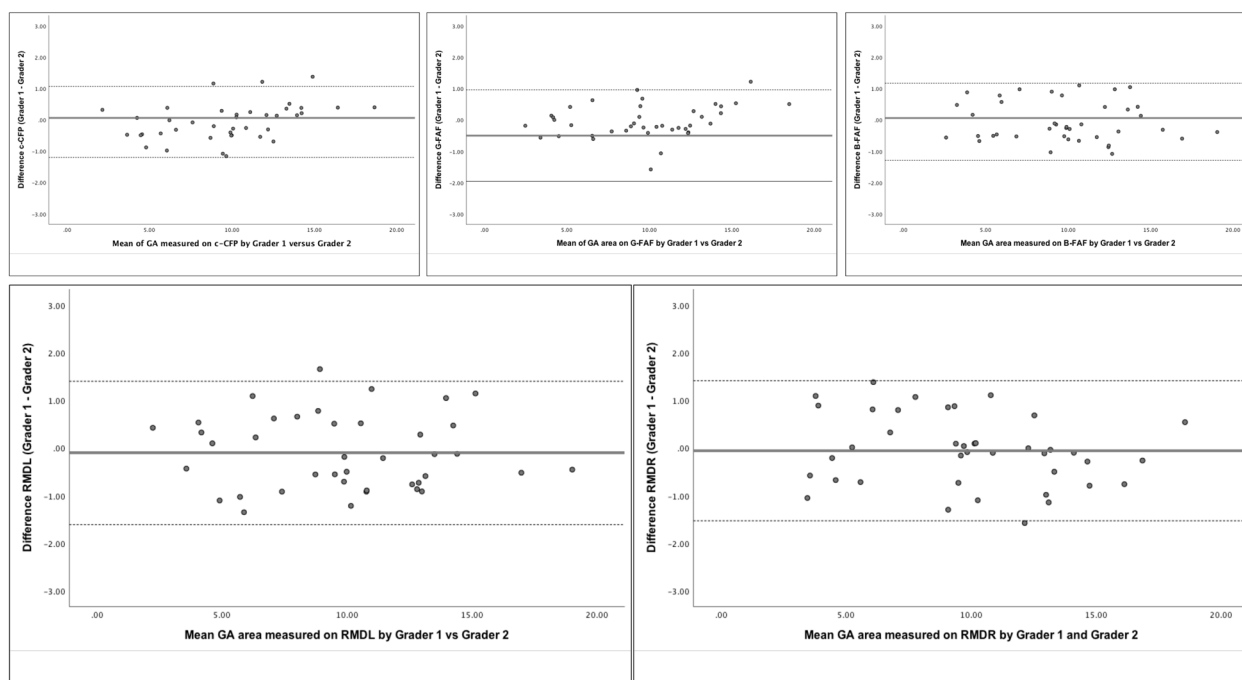 3.00
2.00
1.00
.00
-1.00
-2.00
-3.00
Difference c-CFP (Grader 1 - Grader 2)
.00 5.00 10.00 15.00 20.00
Mean of GA measured on c-CFP by Grader 1 versus Grader 2
3.00
2.00
1.00
.00
-1.00
-2.00
-3.00
Difference G-FAF (Grader 1 - Grader 2)
.00 5.00 10.00 15.00 20.00
Mean of GA area on G-FAF by Grader 1 vs Grader 2
3.00
2.00
1.00
.00
-1.00
-2.00
-3.00
Difference B-FAF (Grader 1 - Grader 2)
.00 5.00 10.00 15.00 20.00
Mean GA area measured on B-FAF by Grader 1 vs Grader 2
3.00
2.00
1.00
.00
-1.00
-2.00
-3.00
Difference RMDL (Grader 1 - Grader 2)
.00 5.00 10.00 15.00 20.00
Mean GA area measured on RMDL by Grader 1 vs Grader 2
3.00
2.00
1.00
.00
-1.00
-2.00
-3.00
Difference RMDR (Grader 1 - Grader 2)
.00 5.00 10.00 15.00 20.00
Mean GA area measured on RMDR by Grader 1 and Grader 2